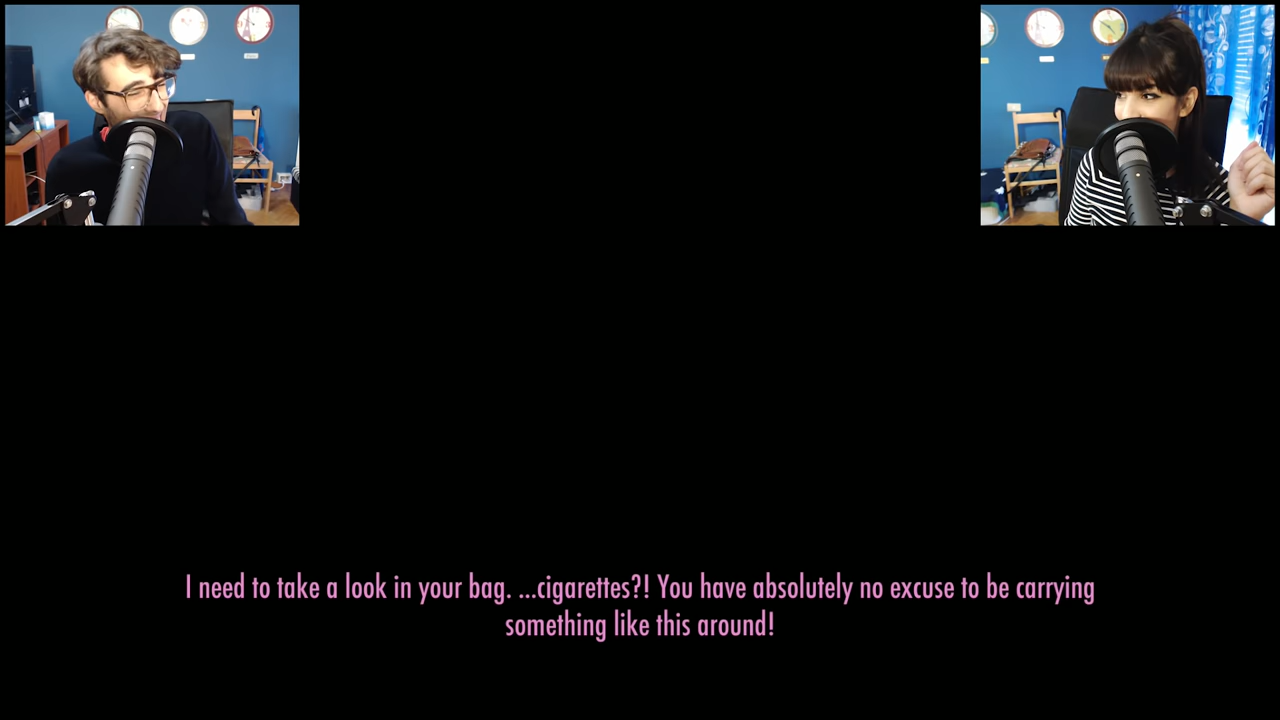 I need to take a look in your bag. ...cigarettes?! You have absolutely no excuse to be carrying
something like this around!